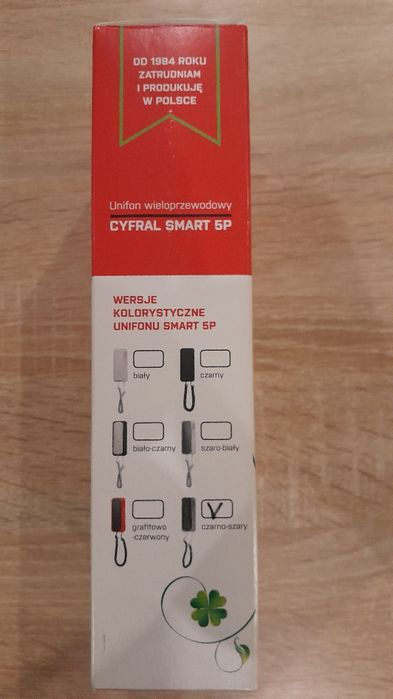 OD 1984 ROKU
ZATRUDNIAM
I PRODUKUJĘ
W POLSCE
Unifon wieloprzewodowy
CYFRAL SMART 5P
WERSJE
KOLORYSTYCZNE
UNIFONU SMART 5P
biały
czarny
biało-czarny
szaro-biały
grafitowo
-czerwony
czarno-szary